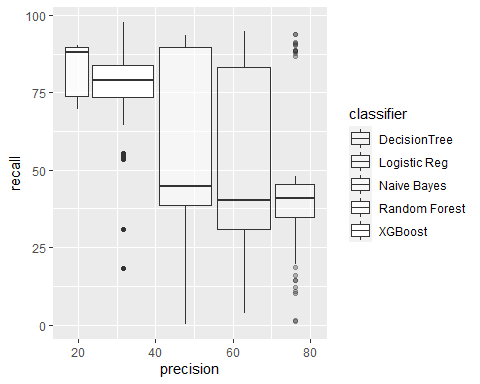 100
75
50
25
0
recall
20
40
60
80
precision
classifier
DecisionTree
Logistic Reg
Naive Bayes
Random Forest
XGBoost